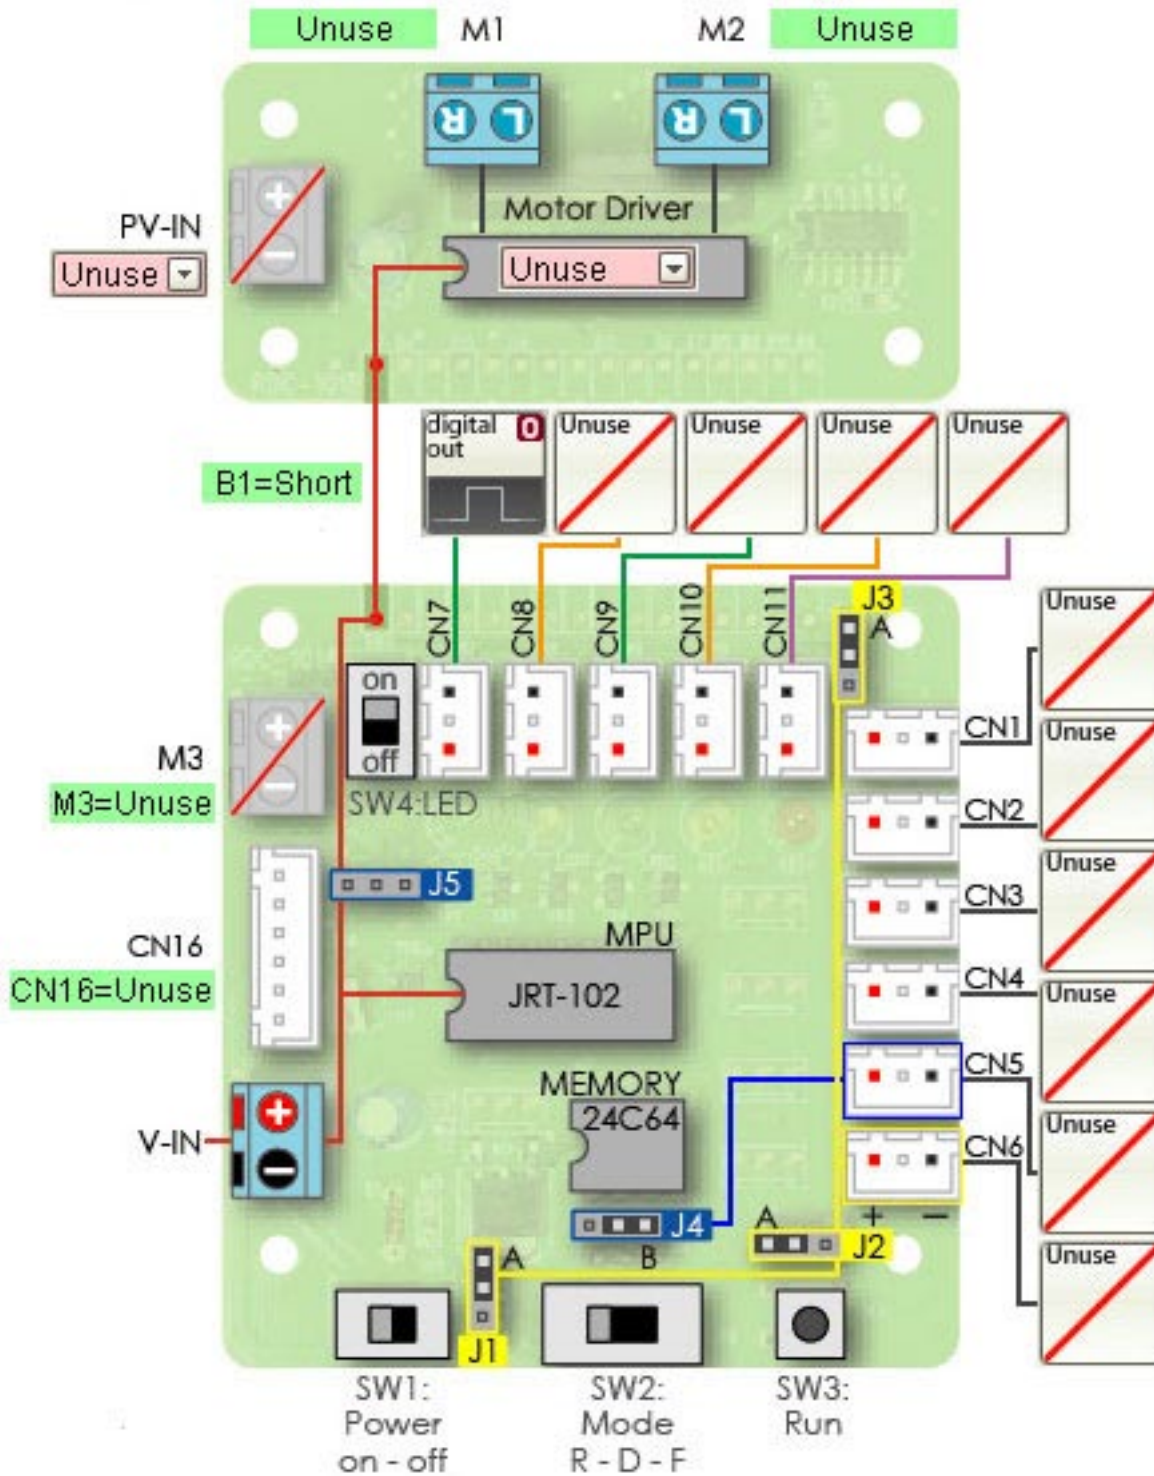 Unuse M1 M2 Unuse
R L R L
PV-IN
Unuse
+
−
Motor Driver
Unuse
digital out 0
Unuse
Unuse
Unuse
Unuse
B1=Short
CN7
CN8
CN9
CN10
CN11
J3
A
Unuse
on
off
SW4:LED
CN1
Unuse
M3
M3=Unuse
+
−
CN2
Unuse
J5
CN3
CN16
CN16=Unuse
MPU
JRT-102
CN4
Unuse
MEMORY
24C64
CN5
Unuse
V-IN
+
−
CN6
+ −
J4
B
A
J2
A
J1
Unuse
SW1:
Power
on - off
SW2:
Mode
R - D - F
SW3:
Run